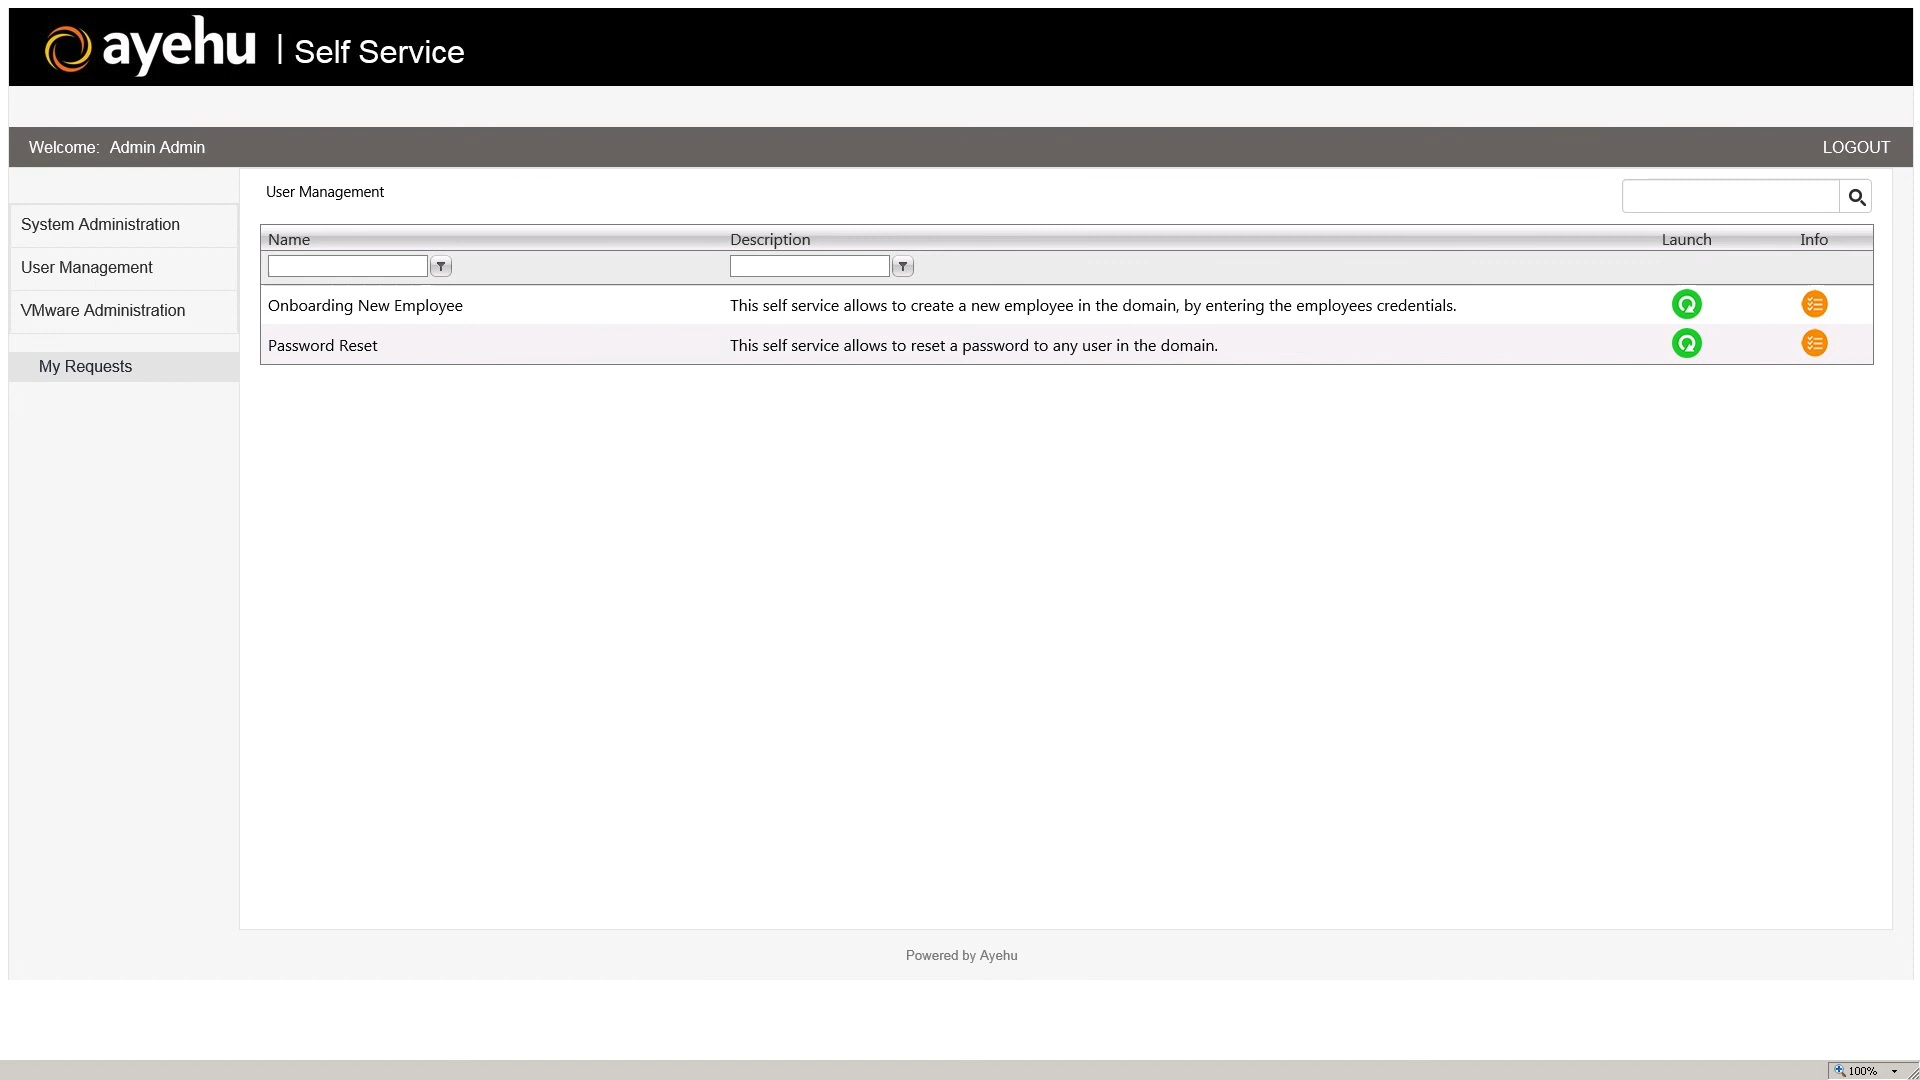 ayehu | Self Service
Welcome: Admin Admin
LOGOUT
User Management
System Administration
User Management
VMware Administration
My Requests
Name Description Launch Info
Onboarding New Employee This self service allows to create a new employee in the domain, by entering the employees credentials.
Password Reset This self service allows to reset a password to any user in the domain.
Powered by Ayehu
100%